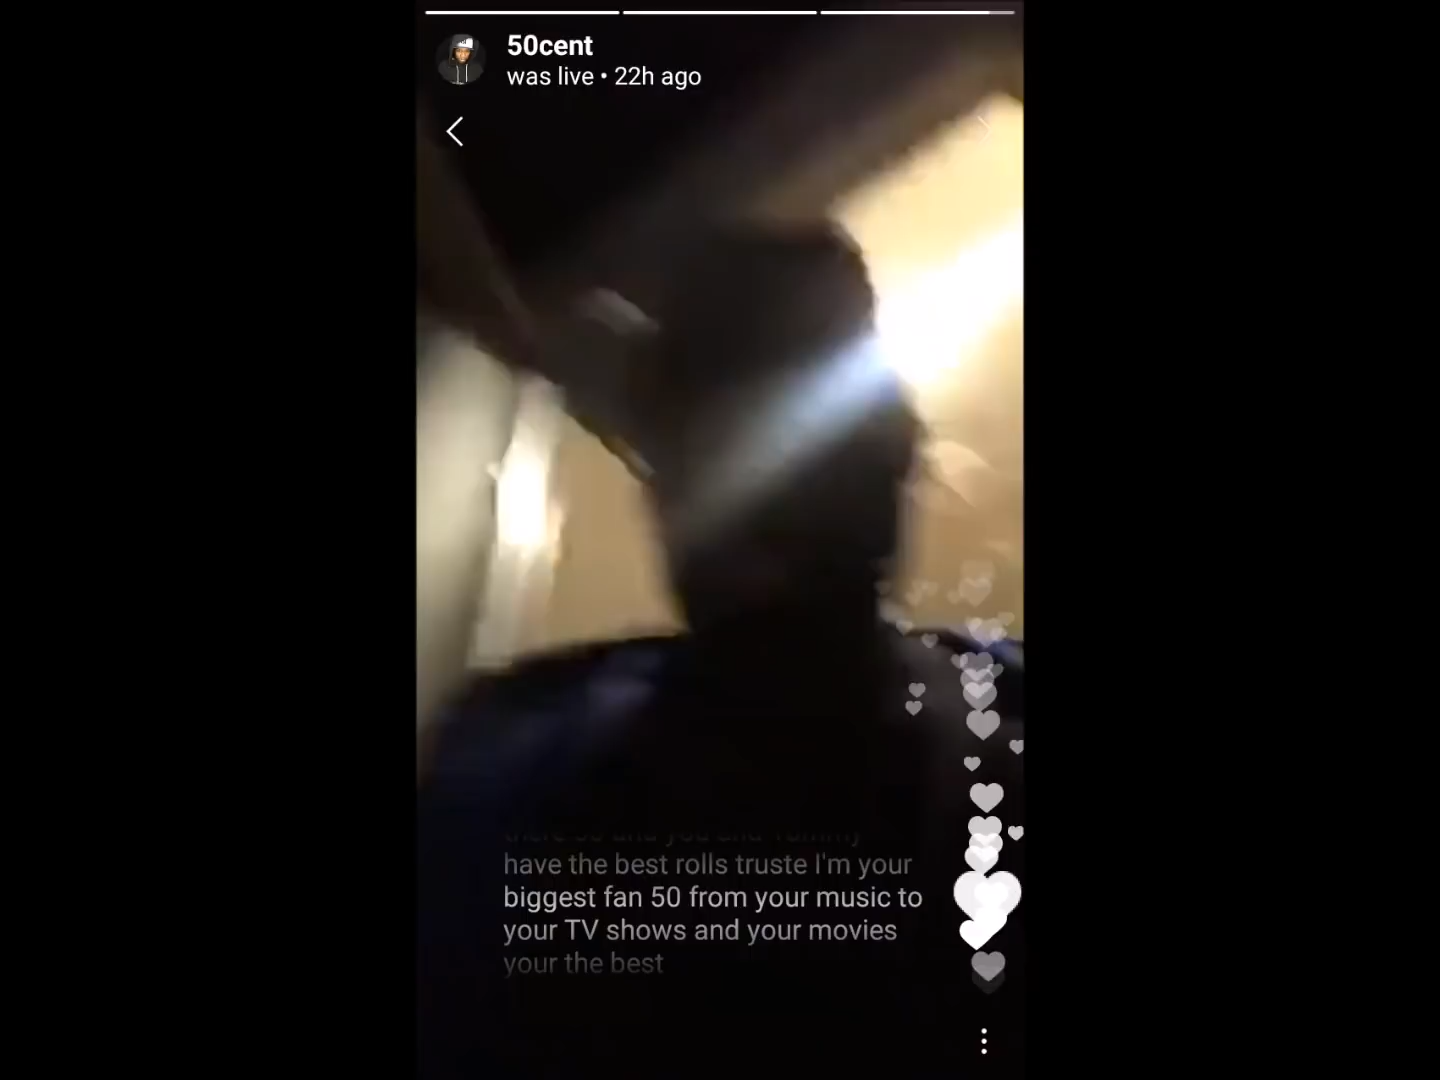 50cent
was live • 22h ago
have the best rolls truste I'm your
biggest fan 50 from your music to
your TV shows and your movies
your the best